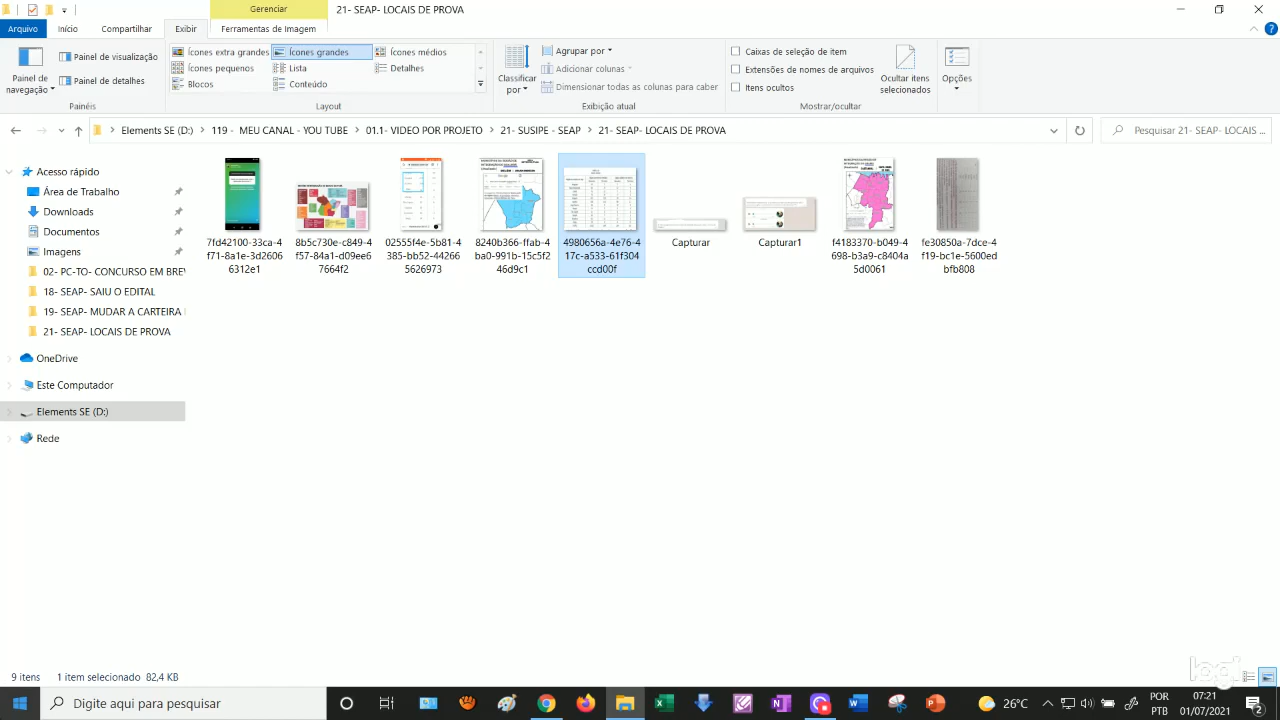 Gerenciar
21- SEAP- LOCAIS DE PROVA
Arquivo Início Compartilhar Exibir Ferramentas de Imagem
Painel de navegação
Painel de visualização
Painel de detalhes
Painéis
Ícones extra grandes Ícones grandes Ícones médios
Ícones pequenos Lista Detalhes
Blocos Conteúdo
Layout
Classificar por
Agrupar por
Adicionar colunas
Dimensionar todas as colunas para caber
Exibição atual
Caixas de seleção de item
Extensões de nomes de arquivos
Itens ocultos
Ocultar itens selecionados
Mostrar/ocultar
Opções
Elements SE (D:) > 119 - MEU CANAL - YOU TUBE > 01.1- VIDEO POR PROJETO > 21- SUSIPE - SEAP > 21- SEAP- LOCAIS DE PROVA
Pesquisar 21- SEAP- LOCAIS ...
Acesso rápido
Área de Trabalho
Downloads
Documentos
Imagens
02- PC-TO- CONCURSO EM BREV
18- SEAP- SAIU O EDITAL
19- SEAP- MUDAR A CARTEIRA
21- SEAP- LOCAIS DE PROVA
OneDrive
Este Computador
Elements SE (D:)
Rede
7fd42100-33ca-4f71-8a1e-3d26066312e1
8b5c730e-c849-4f57-84a1-d09ee67664f2
02555f4e-5b81-4385-bb52-442665626973
8240b366-ffab-4ba0-991b-15c5f246d9c1
4980656a-4e76-417c-a533-61f304ccd00f
Capturar
Capturar1
f4183370-b049-4698-b3a9-c8404a5d0061
fe30850a-7dce-4f19-bc1e-5600edbfb808
9 itens 1 item selecionado 82,4 KB
Digite aqui para pesquisar
26°C
POR
PTB
07:21
01/07/2021
2